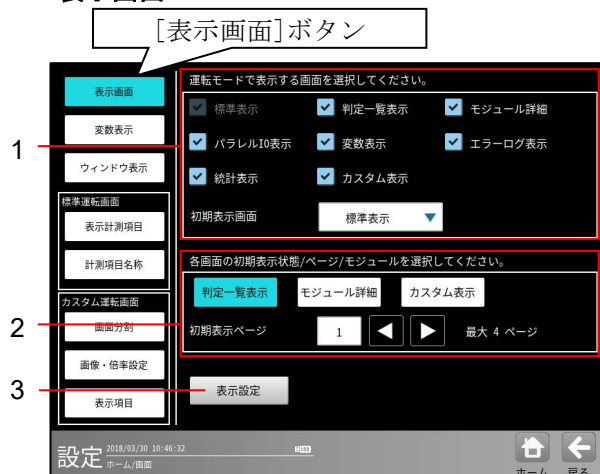 [表示画面]ボタン
表示画面
変数表示
ウィンドウ表示
標準運転画面
表示計測項目
計測項目名称
カスタム運転画面
画面分割
画像・倍率設定
表示項目
1
運転モードで表示する画面を選択してください。
標準表示 判定一覧表示 モジュール詳細
パラレルIO表示 変数表示 エラーログ表示
統計表示 カスタム表示
初期表示画面 標準表示
2
各画面の初期表示状態/ページ/モジュールを選択してください。
判定一覧表示 モジュール詳細 カスタム表示
初期表示ページ 1 最大 4 ページ
3
表示設定
設定 2018/03/30 10:46:32
ホーム/画面
ホーム 戻る